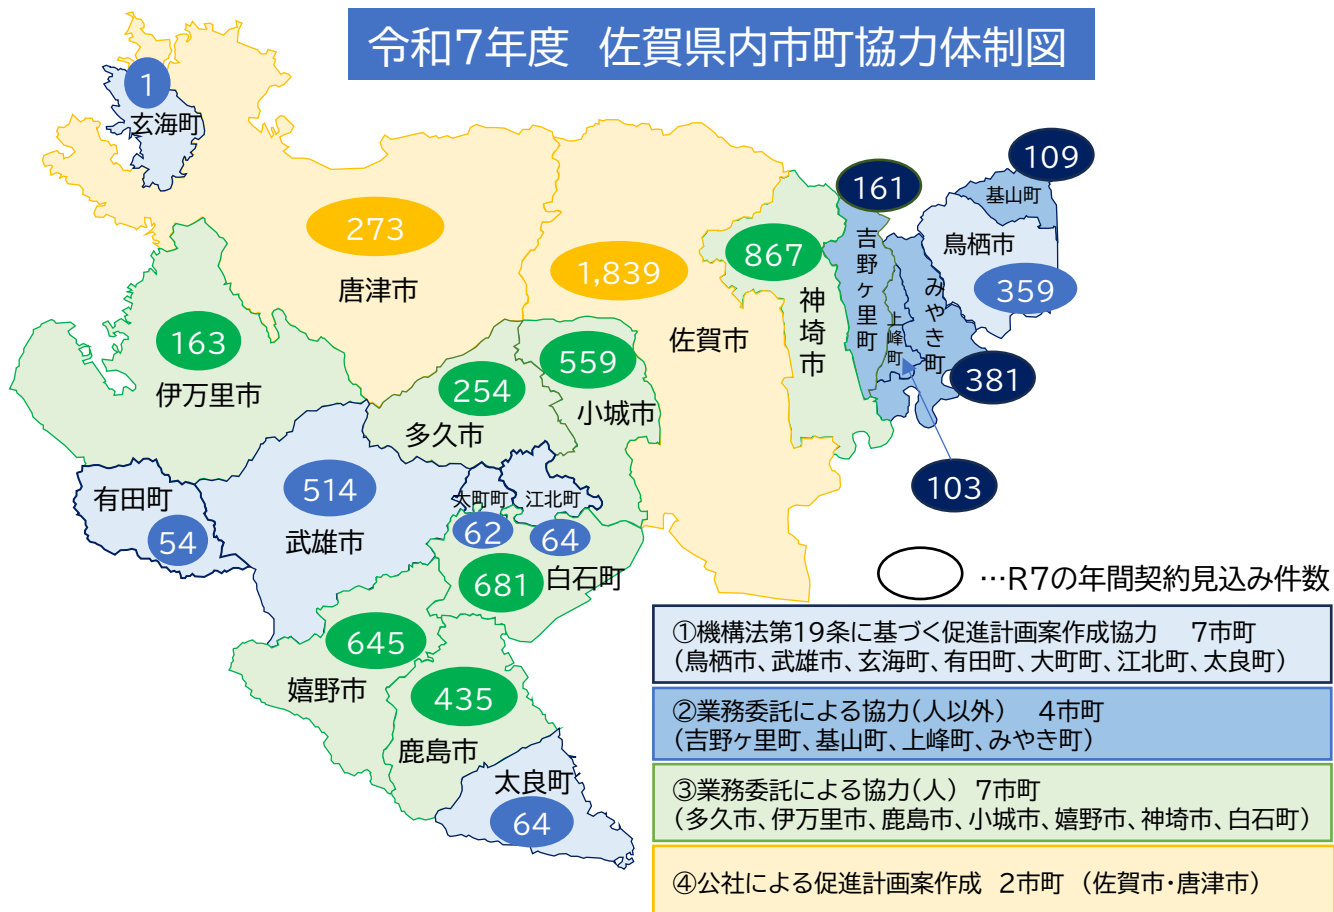 令和7年度 佐賀県内市町協力体制図
1
玄海町
109
基山町
161
鳥栖市
359
273
唐津市
1,839
佐賀市
867
神埼市
吉野ヶ里町
上峰町
みやき町
381
103
163
伊万里市
254
多久市
559
小城市
有田町
54
514
武雄市
大町町
62
江北町
64
681
白石町
645
嬉野市
435
鹿島市
太良町
64
…R7の年間契約見込み件数
①機構法第19条に基づく促進計画案作成協力 7市町
(鳥栖市、武雄市、玄海町、有田町、大町町、江北町、太良町)
②業務委託による協力(人以外) 4市町
(吉野ヶ里町、基山町、上峰町、みやき町)
③業務委託による協力(人) 7市町
(多久市、伊万里市、鹿島市、小城市、嬉野市、神埼市、白石町)
④公社による促進計画案作成 2市町 (佐賀市・唐津市)